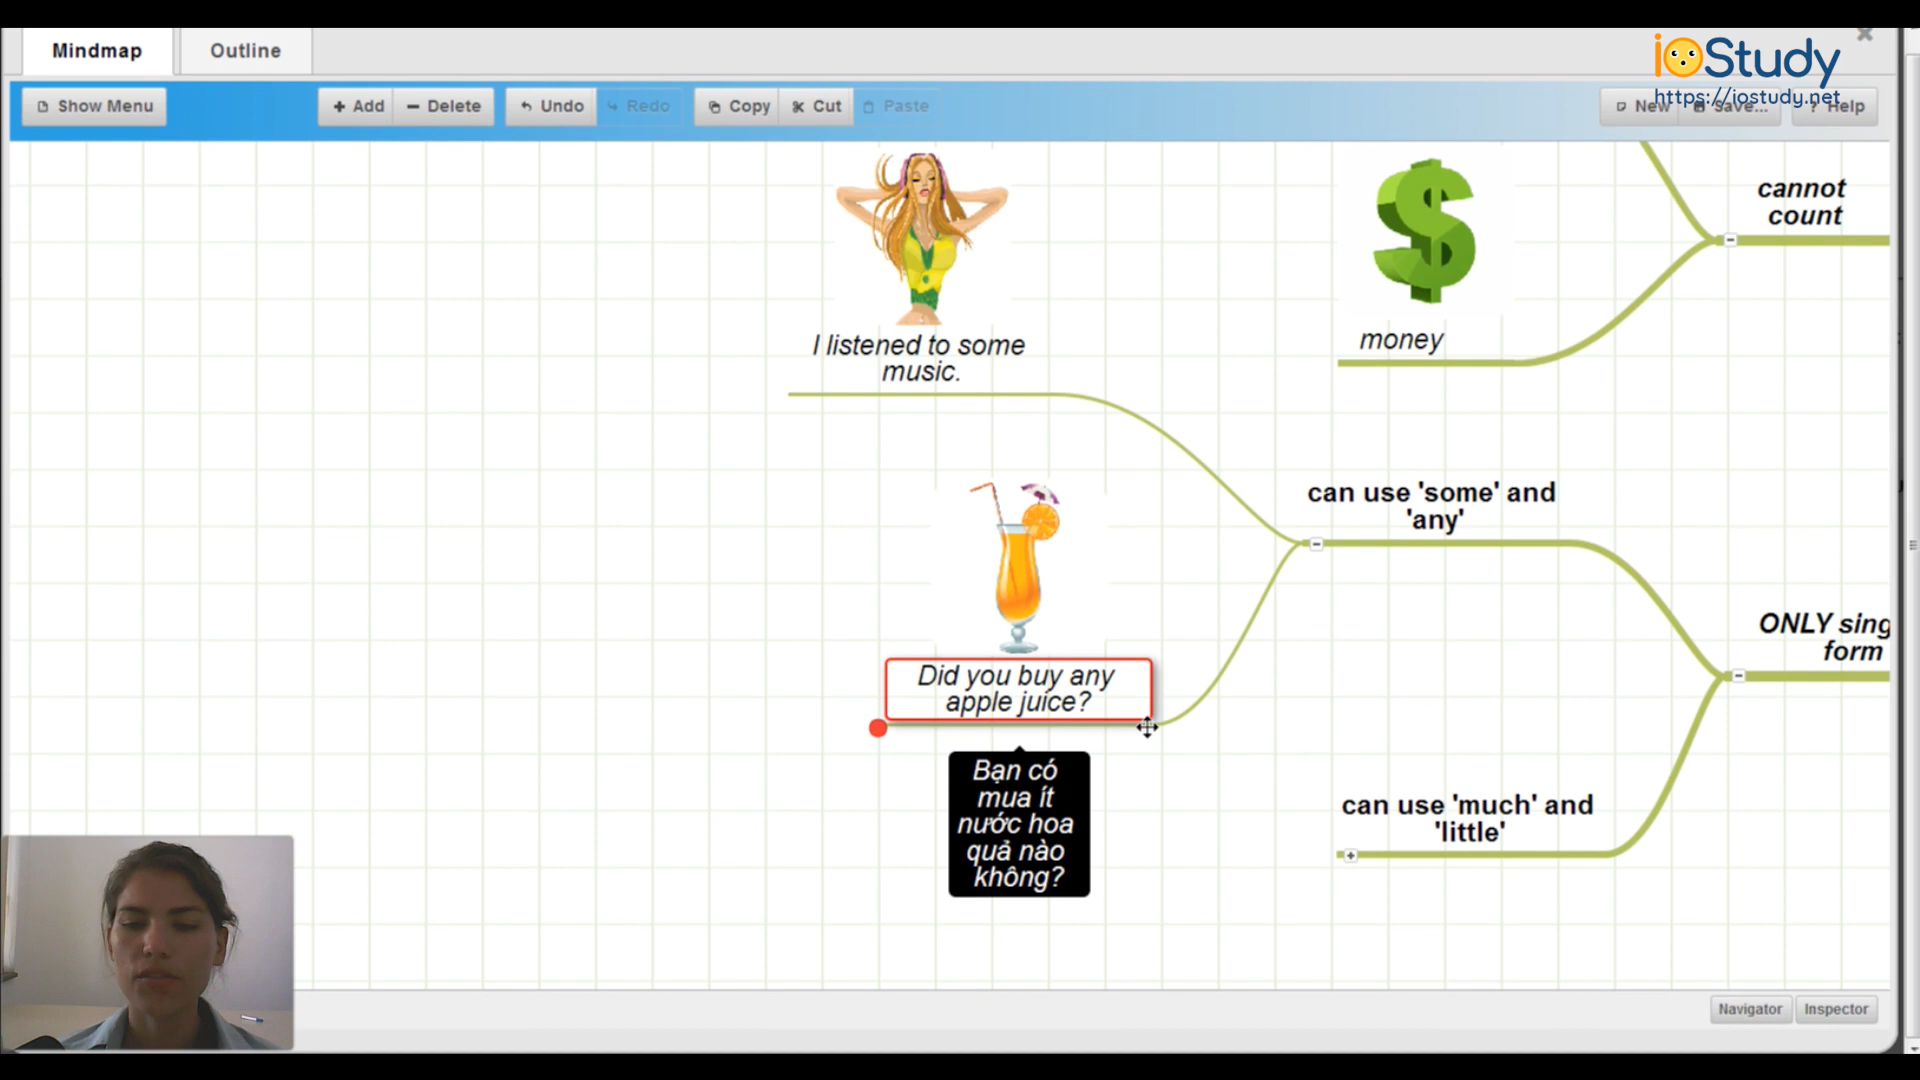 Mindmap
Outline
ioStudy
https://iostudy.net
Show Menu
Add
Delete
Undo
Redo
Copy
Cut
Paste
New
Save...
? Help
cannot
count
I listened to some
music.
money
can use 'some' and
'any'
ONLY sing
form
Did you buy any
apple juice?
Bạn có
mua ít
nước hoa
quả nào
không?
can use 'much' and
'little'
Navigator
Inspector